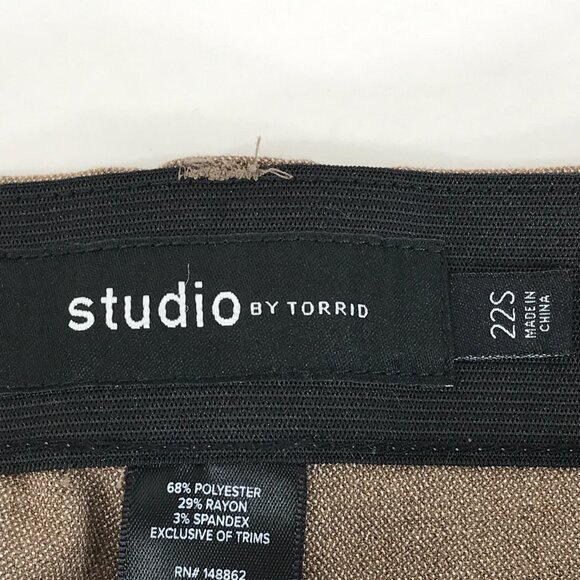 studio BY TORRID
22S
MADE IN
CHINA
68% POLYESTER
29% RAYON
3% SPANDEX
EXCLUSIVE OF TRIMS
RN# 148862